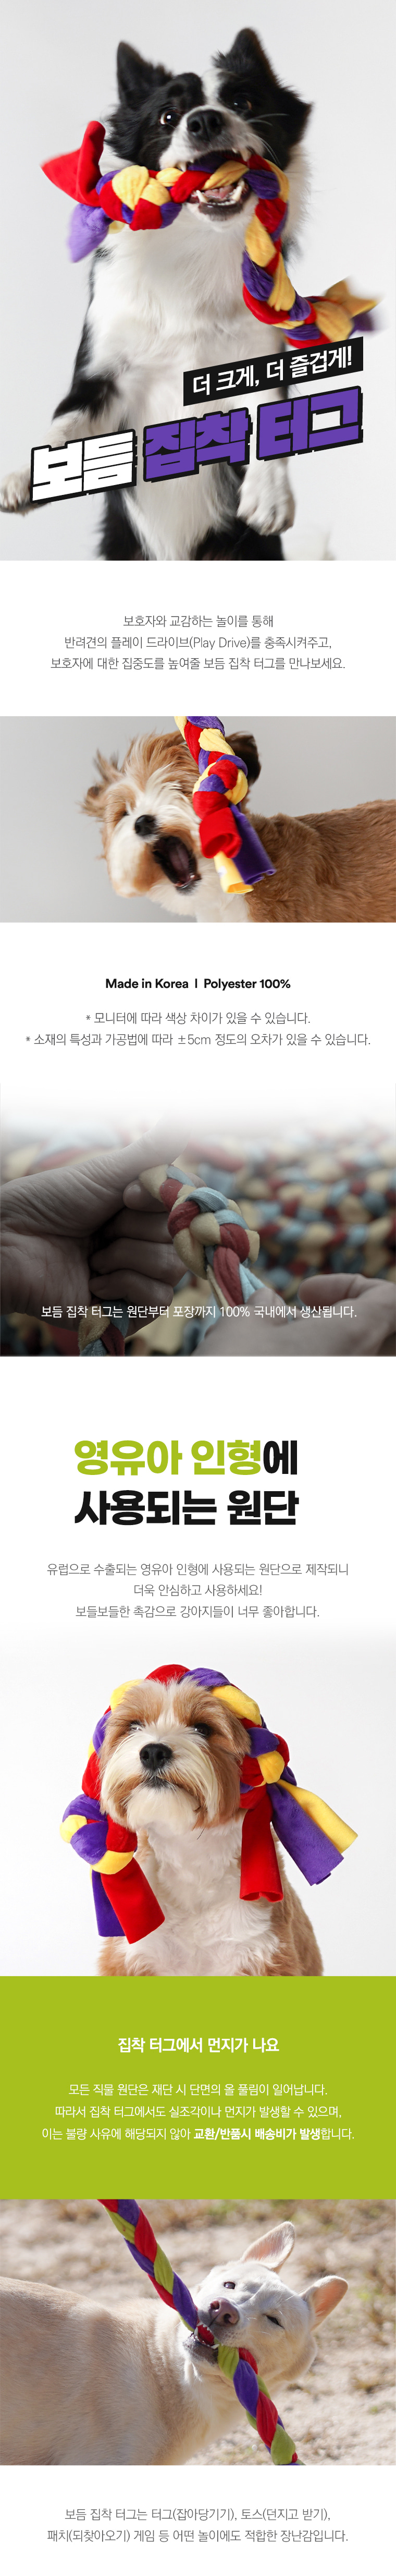 더 크게, 더 즐겁게!
보듬 집착 터그
보호자와 교감하는 놀이를 통해
반려견의 플레이 드라이브(Play Drive)를 충족시켜주고,
보호자에 대한 집중도를 높여줄 보듬 집착 터그를 만나보세요.
Made in Korea I Polyester 100%
* 모니터에 따라 색상 차이가 있을 수 있습니다.
* 소재의 특성과 가공법에 따라 ±5cm 정도의 오차가 있을 수 있습니다.
보듬 집착 터그는 원단부터 포장까지 100% 국내에서 생산됩니다.
영유아 인형에
사용되는 원단
유럽으로 수출되는 영유아 인형에 사용되는 원단으로 제작되니
더욱 안심하고 사용하세요!
보들보들한 촉감으로 강아지들이 너무 좋아합니다.
집착 터그에서 먼지가 나요
모든 직물 원단은 재단 시 단면의 올 풀림이 일어납니다.
따라서 집착 터그에서도 실조각이나 먼지가 발생할 수 있으며,
이는 불량 사유에 해당되지 않아 교환/반품시 배송비가 발생합니다.
보듬 집착 터그는 터그(잡아당기기), 토스(던지고 받기),
패치(되찾아오기) 게임 등 어떤 놀이에도 적합한 장난감입니다.